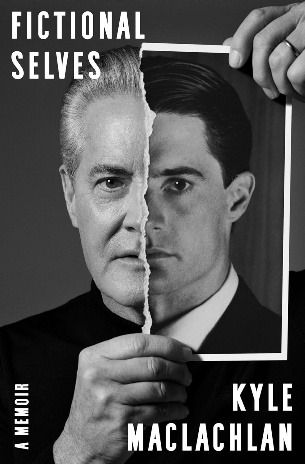 FICTIONAL
SELVES
A MEMOIR
KYLE
MACLACHLAN